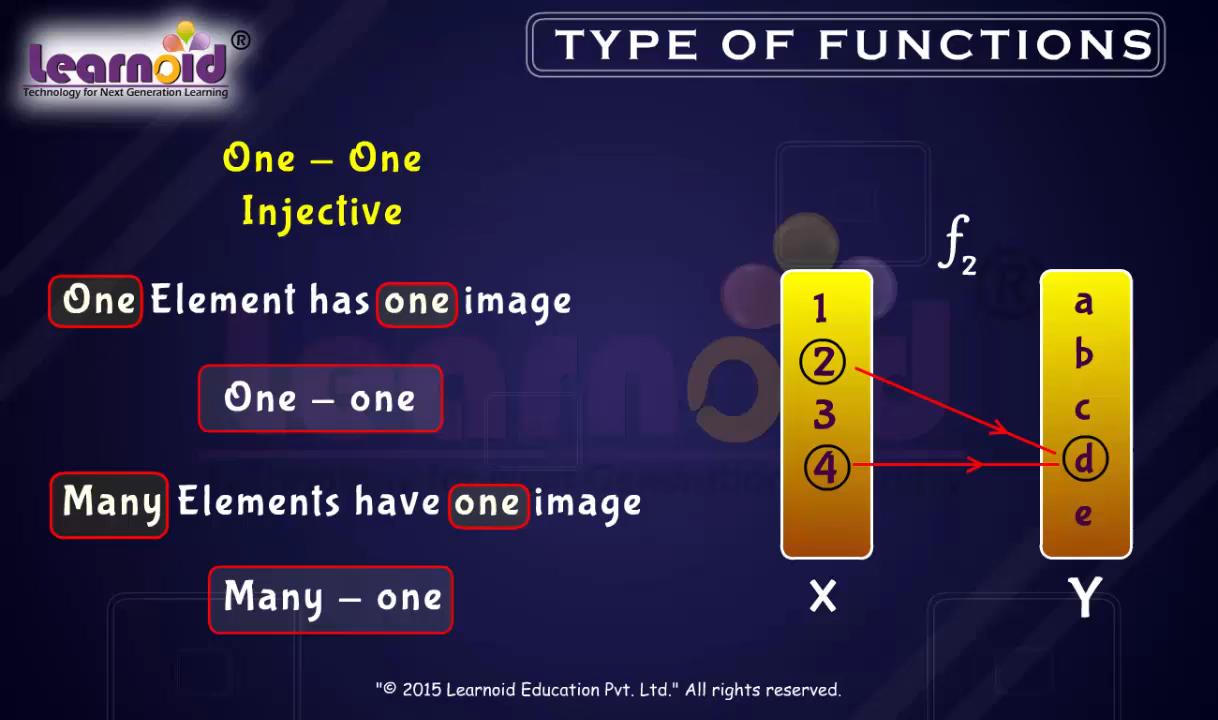 Learnoid®
Technology for Next Generation Learning
TYPE OF FUNCTIONS
One – One
Injective
One Element has one image
One – one
Many Elements have one image
Many – one
f2
1
2
3
4
X
a
b
c
d
e
Y
"© 2015 Learnoid Education Pvt. Ltd." All rights reserved.